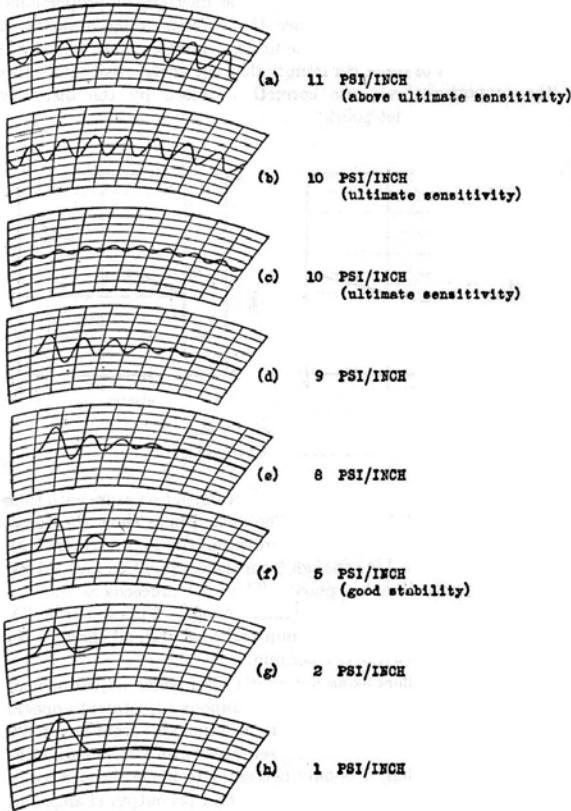 (a) 11 PSI/INCH
(above ultimate sensitivity)
(b) 10 PSI/INCH
(ultimate sensitivity)
(c) 10 PSI/INCH
(ultimate sensitivity)
(d) 9 PSI/INCH
(e) 8 PSI/INCH
(f) 5 PSI/INCH
(good stability)
(g) 2 PSI/INCH
(h) 1 PSI/INCH